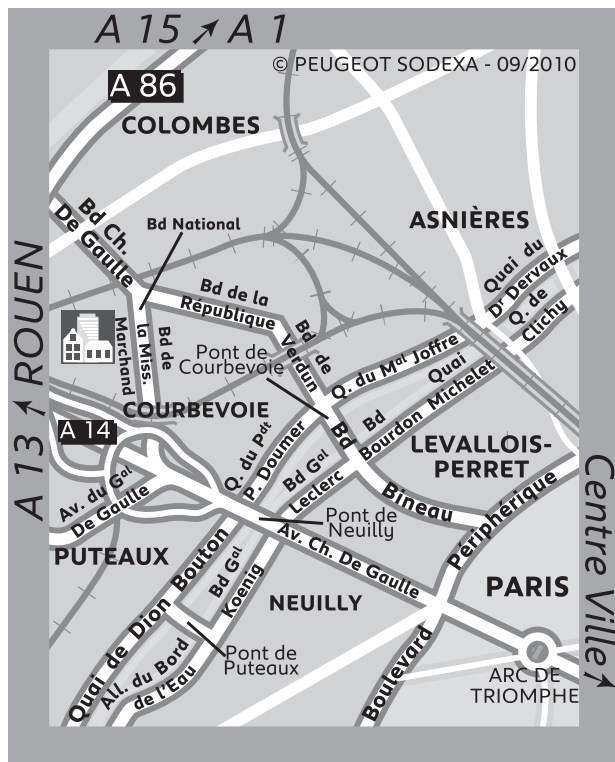 A 15 ↗ A 1
© PEUGEOT SODEXA - 09/2010
A 86
COLOMBES
Bd Ch.
De Gaulle
Bd National
ASNIÈRES
Quai du
Dr Dervaux
Q. de
Clichy
Bd de la
République
Bd de
Verdun
Pont de
Courbevoie
Q. du Mal Joffre
Quai
Michelet
Bd
Bourdon
Bd de
la Miss.
Marchand
COURBEVOIE
A 13 ↗ ROUEN
A 14
Q. du Pdt
P. Doumer
Bd Gal
Leclerc
Bd
Bineau
LEVALLOIS-
PERRET
Périphérique
Av. du Gal
De Gaulle
Pont de
Neuilly
Av. Ch. De Gaulle
PUTEAUX
Bd Gal
Koenig
NEUILLY
PARIS
Quai de Dion Bouton
All. du Bord
de l'Eau
Pont de
Puteaux
Boulevard
ARC DE
TRIOMPHE
Centre Ville ↗